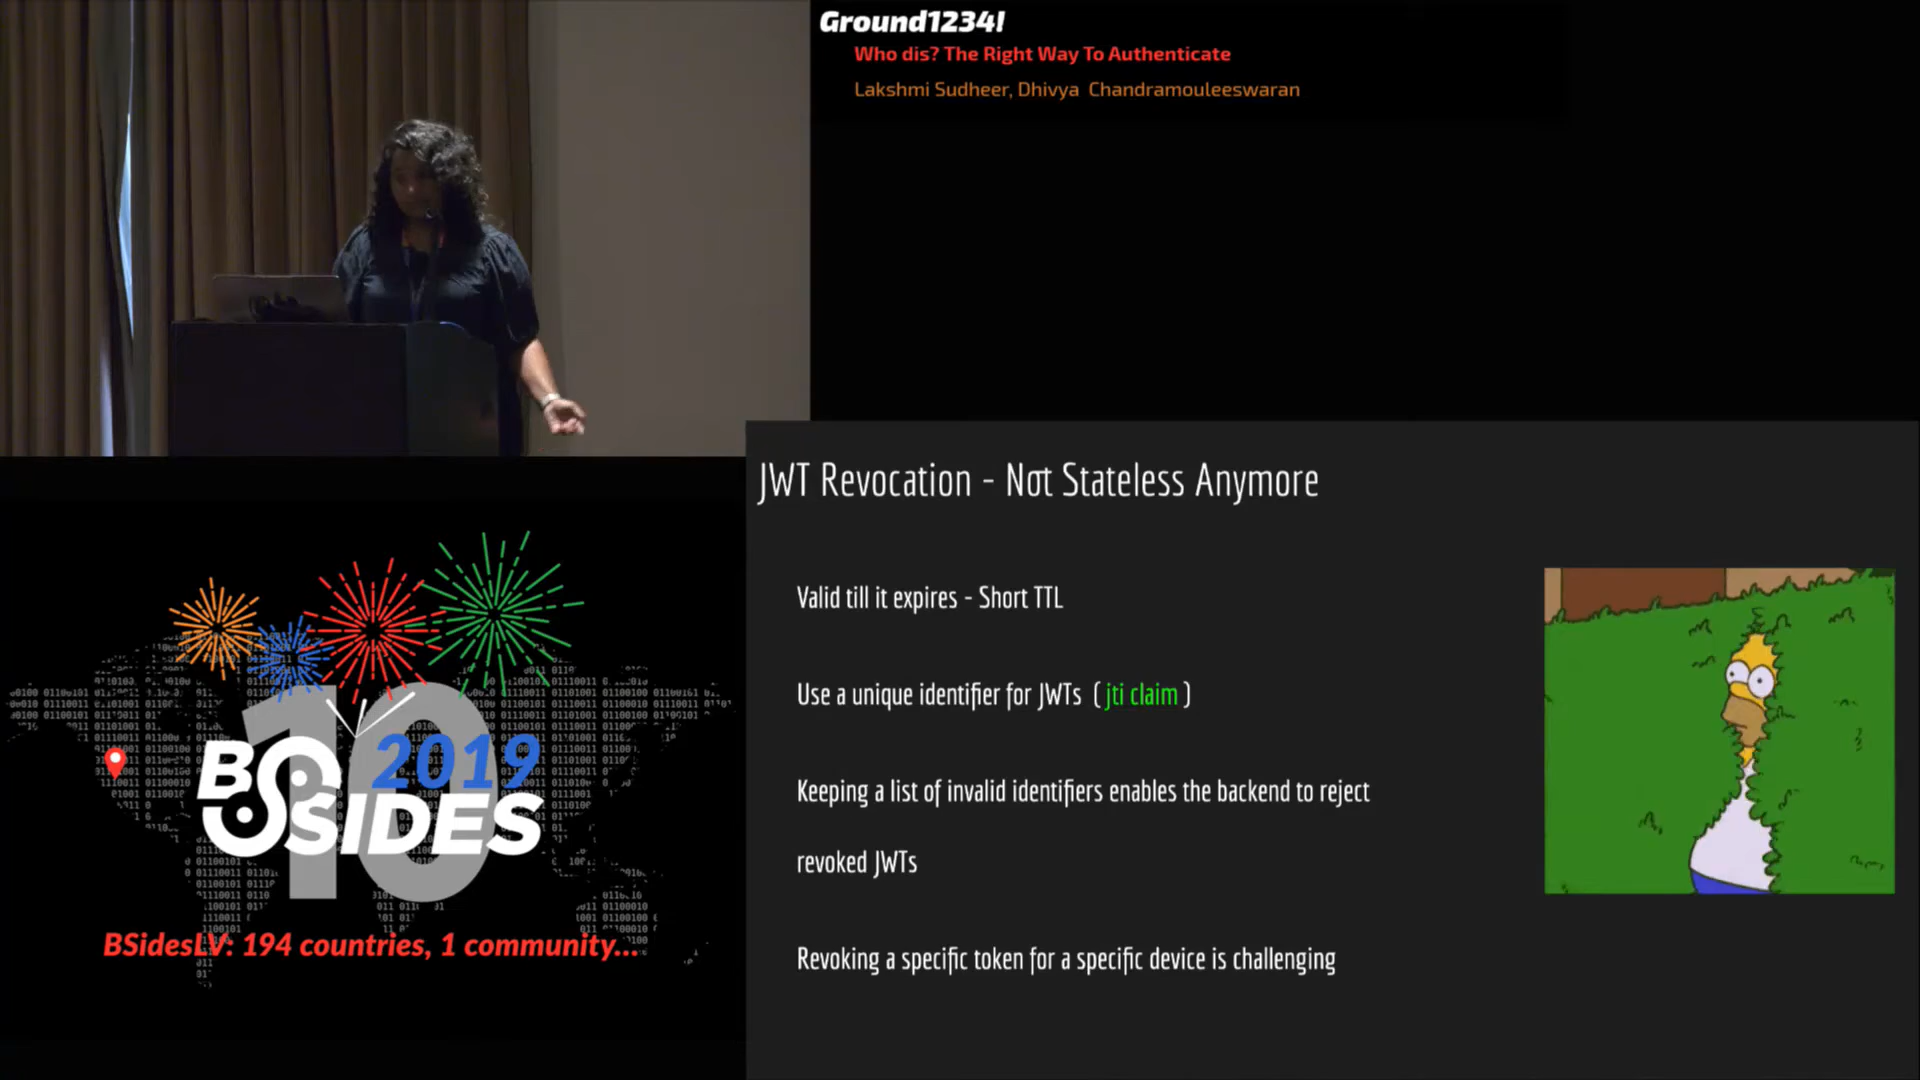 Ground1234!
Who dis? The Right Way To Authenticate
Lakshmi Sudheer, Dhivya Chandramouleeswaran
JWT Revocation - Not Stateless Anymore
Valid till it expires - Short TTL
Use a unique identifier for JWTs ( jti claim )
Keeping a list of invalid identifiers enables the backend to reject
revoked JWTs
Revoking a specific token for a specific device is challenging
10
2019
BSIDES
BSidesLV: 194 countries, 1 community...